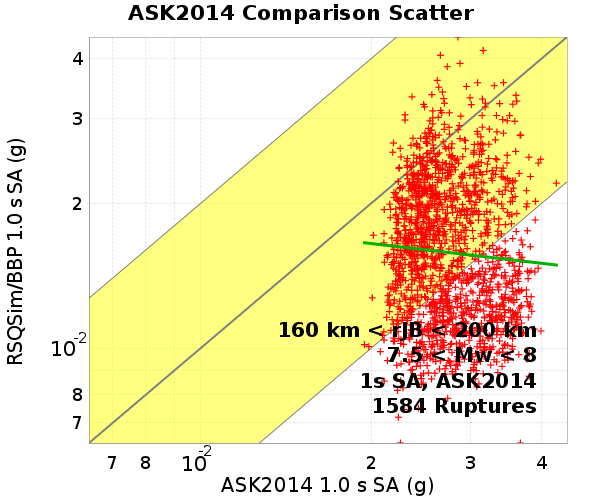 ASK2014 Comparison Scatter
RSQSim/BBP 1.0 s SA (g)
4
3
2
10-2
8
7
160 km < rJB < 200 km
7.5 < Mw < 8
1s SA, ASK2014
1584 Ruptures
7 8 10-2 2 3 4
ASK2014 1.0 s SA (g)